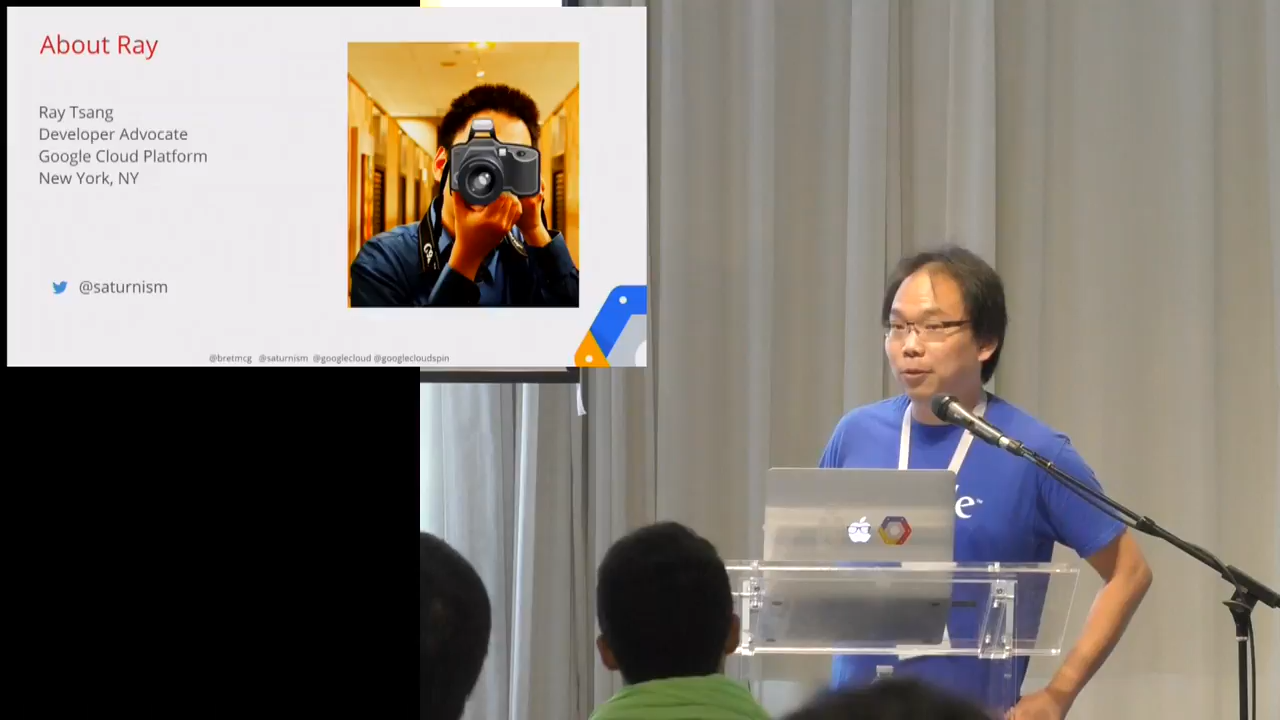 About Ray
Ray Tsang
Developer Advocate
Google Cloud Platform
New York, NY
@saturnism
@bretmcg @saturnism @googlecloud @googlecloudspin